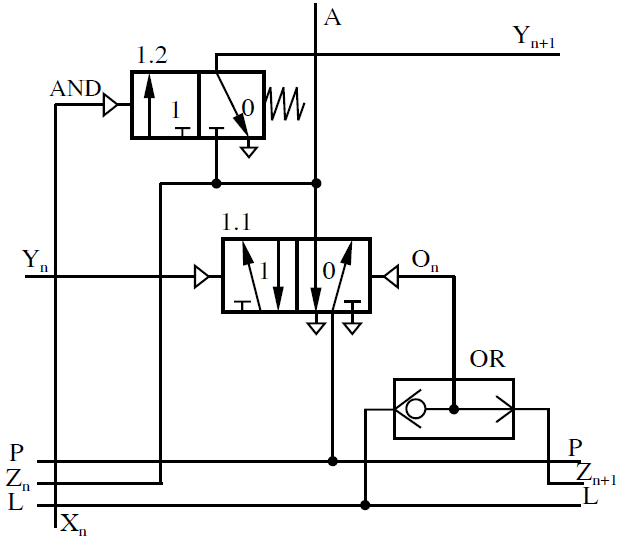 A
Yn+1
1.2
AND
1 0
1.1
Yn
1 0
On
OR
P P
Zn Zn+1
L L
Xn